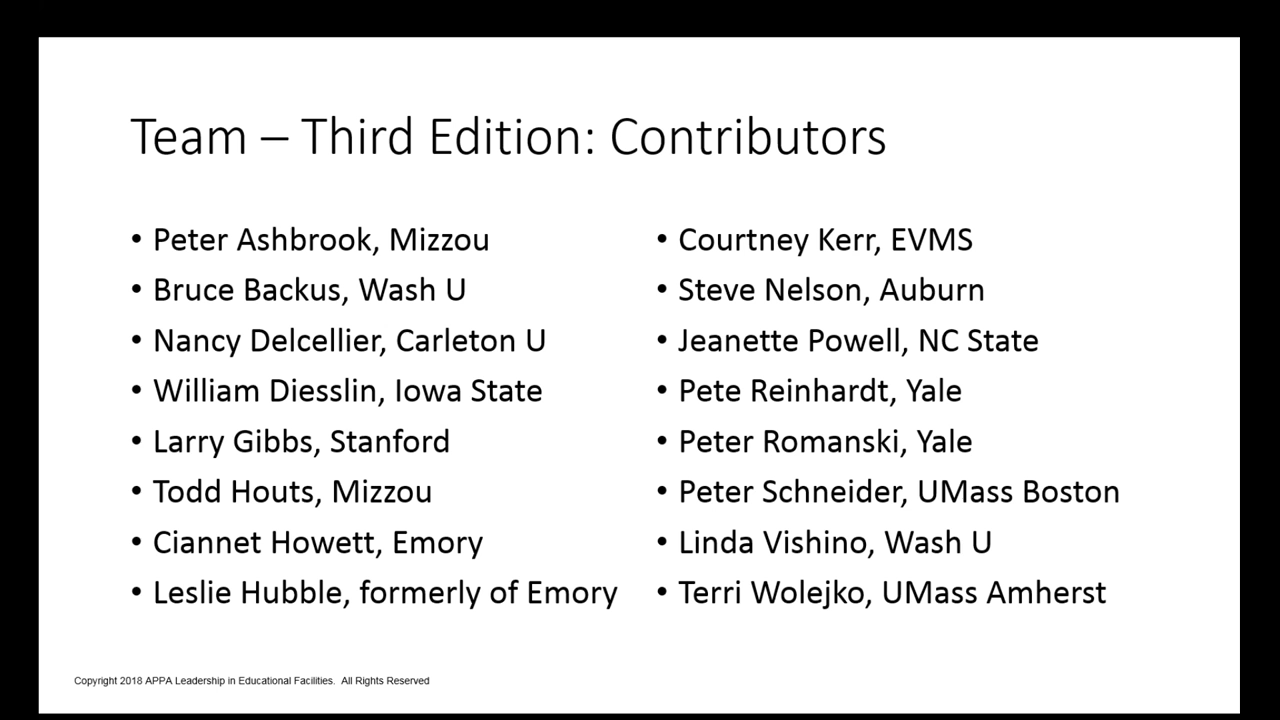 Team – Third Edition: Contributors
• Peter Ashbrook, Mizzou
• Bruce Backus, Wash U
• Nancy Delcellier, Carleton U
• William Diesslin, Iowa State
• Larry Gibbs, Stanford
• Todd Houts, Mizzou
• Ciannet Howett, Emory
• Leslie Hubble, formerly of Emory
• Courtney Kerr, EVMS
• Steve Nelson, Auburn
• Jeanette Powell, NC State
• Pete Reinhardt, Yale
• Peter Romanski, Yale
• Peter Schneider, UMass Boston
• Linda Vishino, Wash U
• Terri Wolejko, UMass Amherst
Copyright 2018 APPA Leadership in Educational Facilities. All Rights Reserved